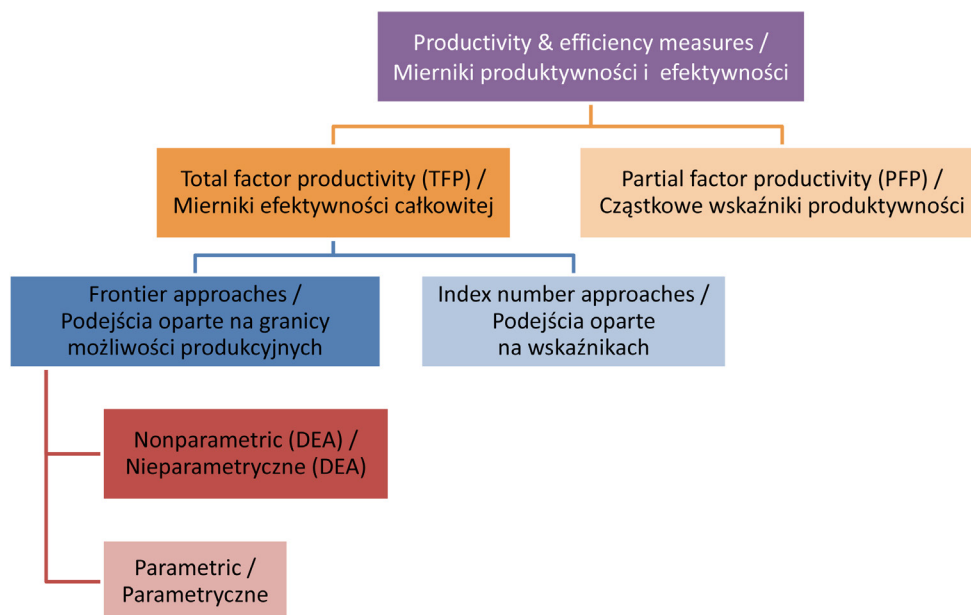 Productivity & efficiency measures /
Mierniki produktywności i efektywności
Total factor productivity (TFP) /
Mierniki efektywności całkowitej
Partial factor productivity (PFP) /
Cząstkowe wskaźniki produktywności
Frontier approaches /
Podejścia oparte na granicy
możliwości produkcyjnych
Index number approaches /
Podejścia oparte
na wskaźnikach
Nonparametric (DEA) /
Nieparametryczne (DEA)
Parametric /
Parametryczne